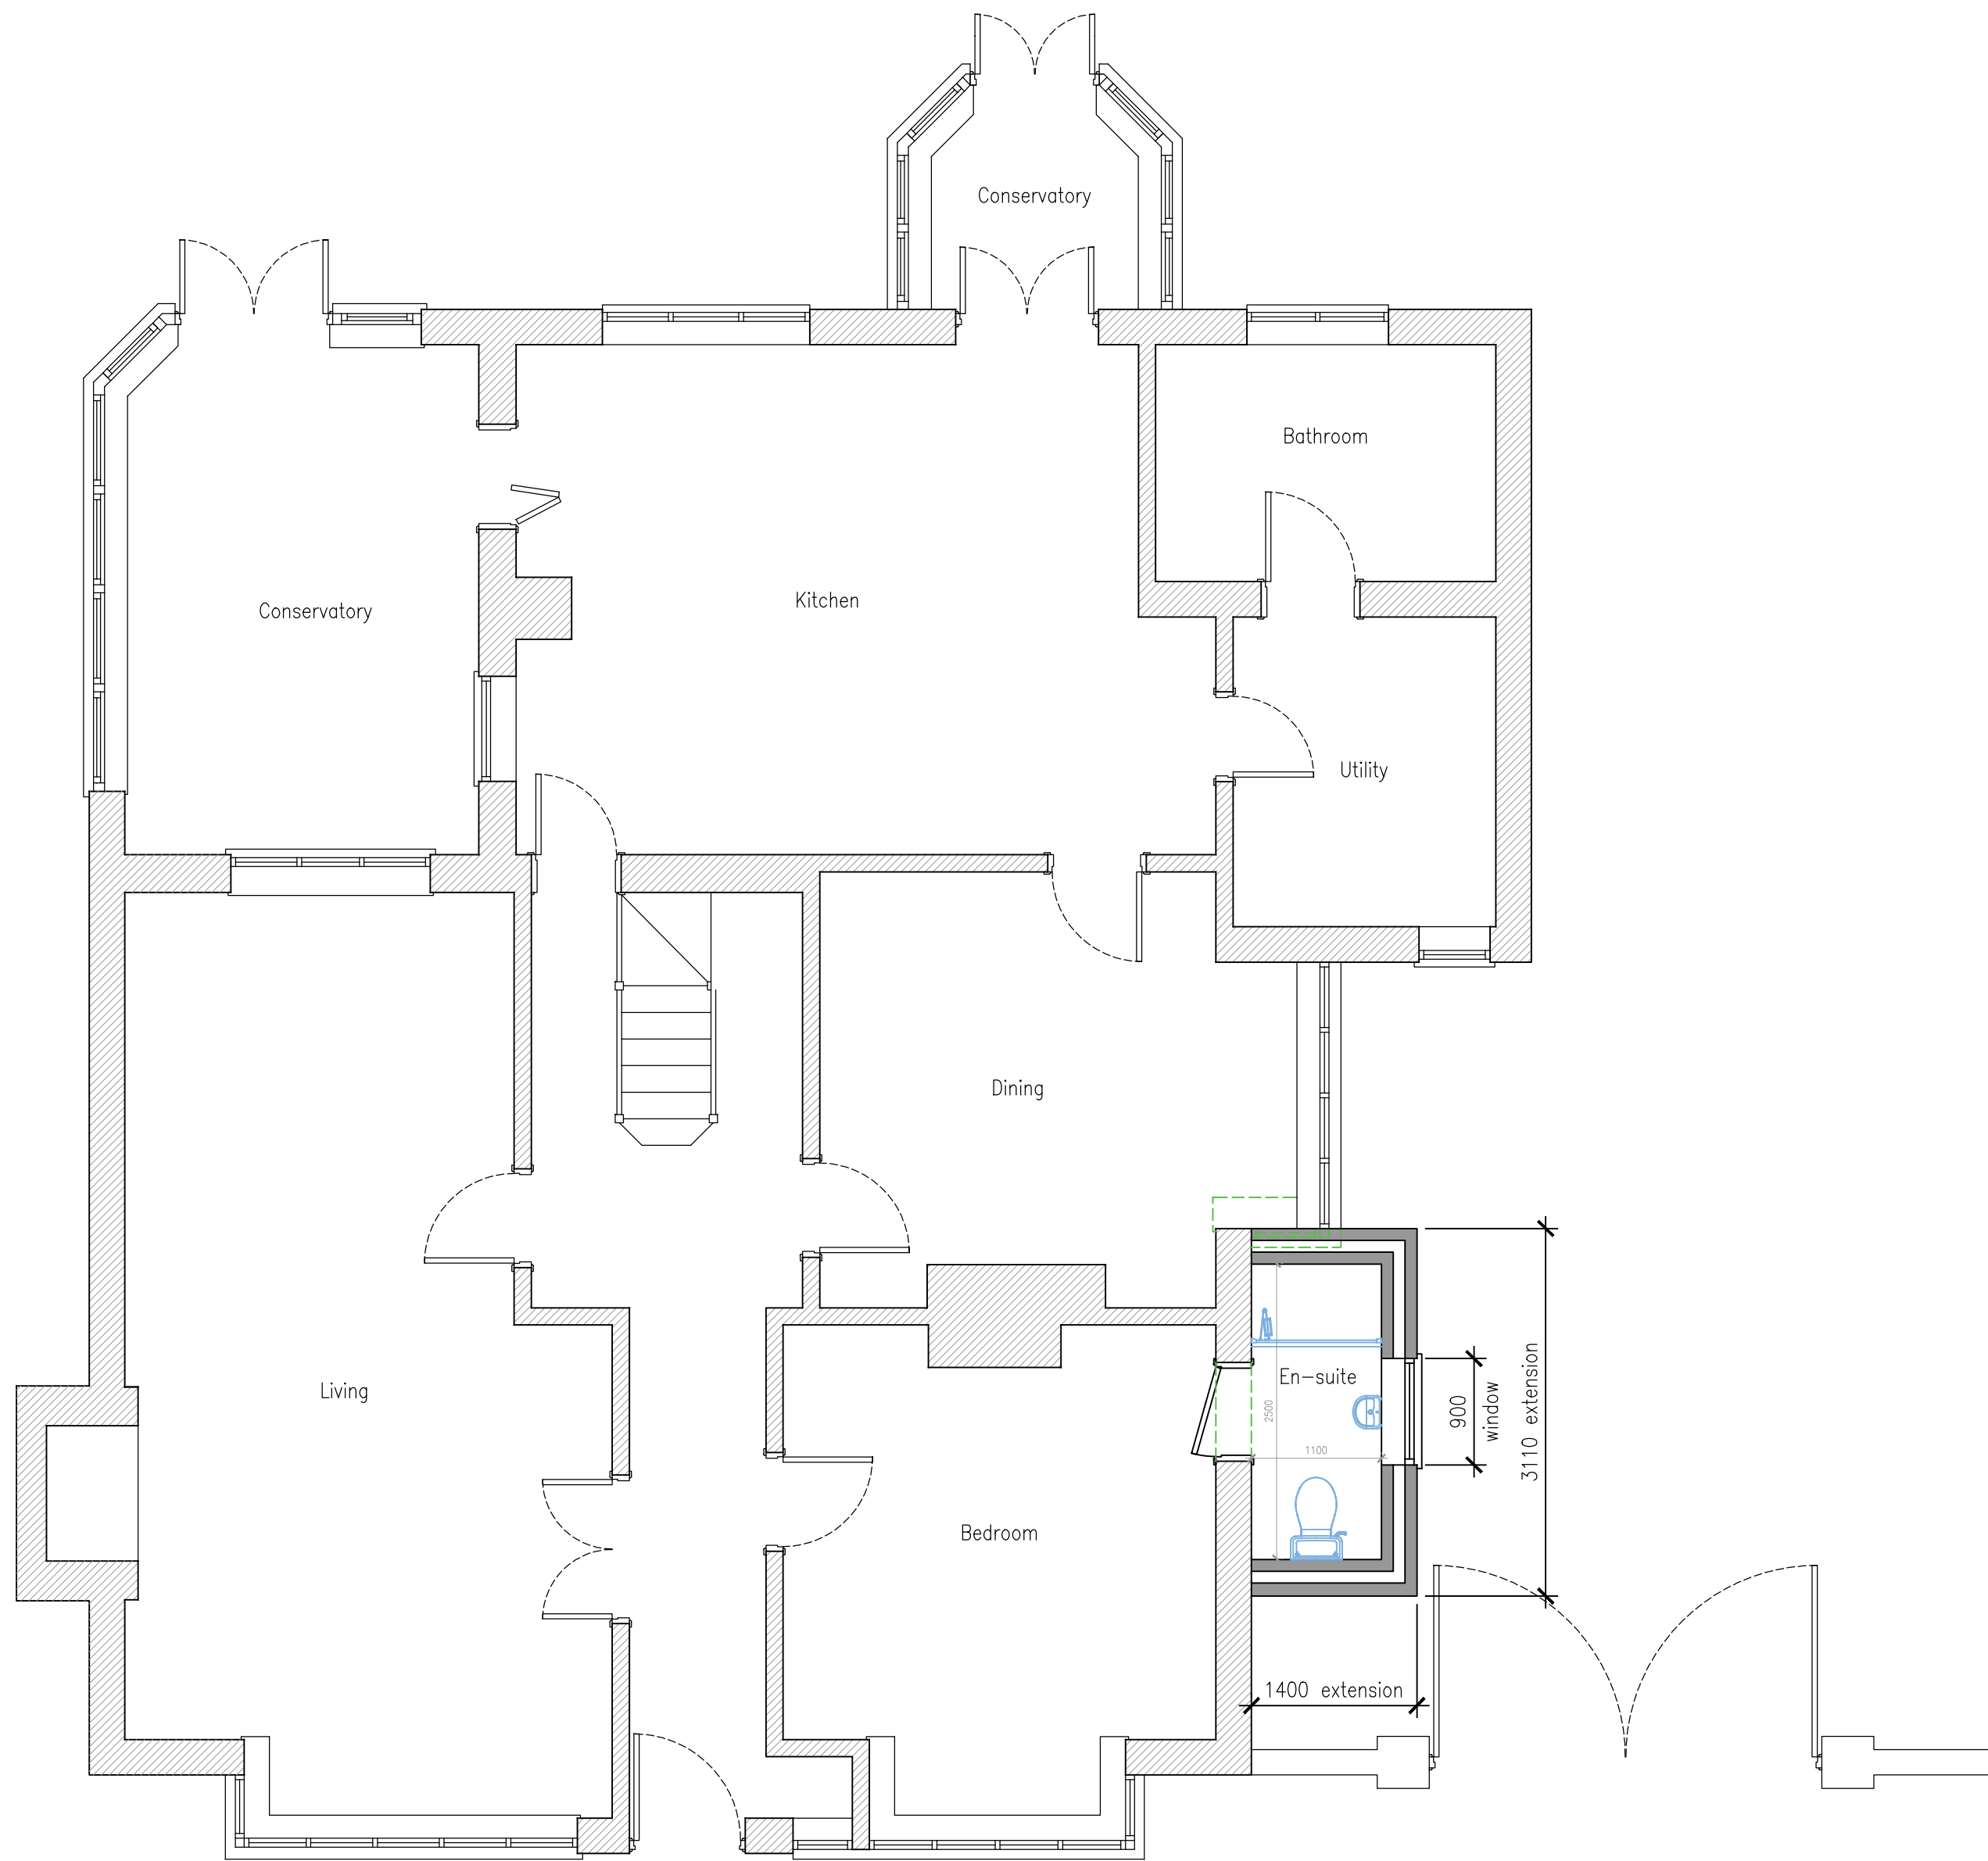 Conservatory
Bathroom
Kitchen
Conservatory
Utility
Dining
En-suite
2500
1100
900
window
3110 extension
Living
Bedroom
1400 extension